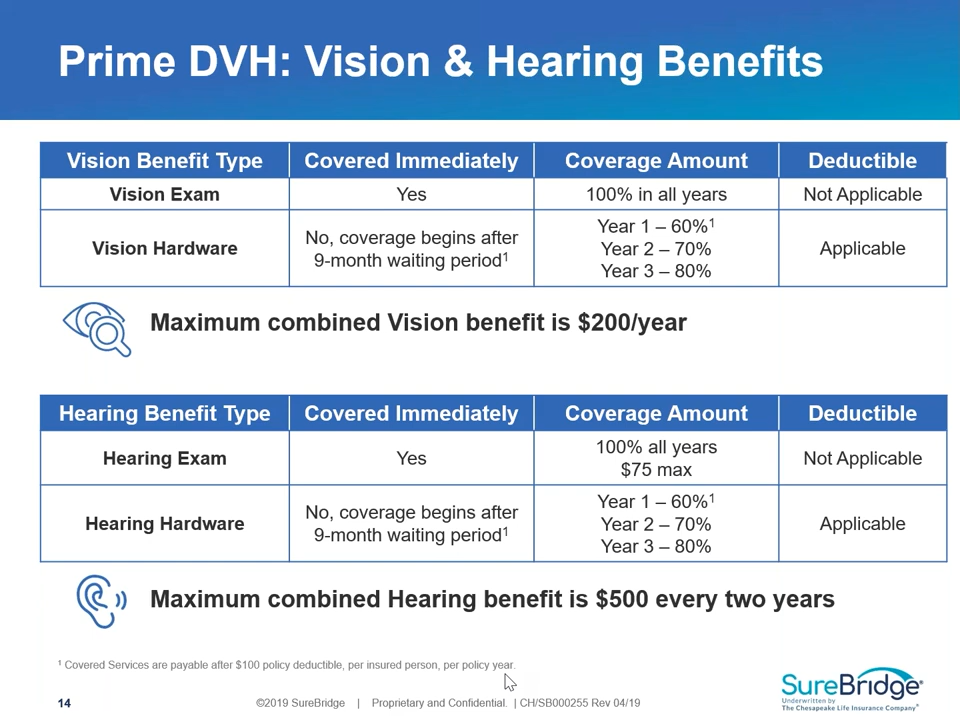 Prime DVH: Vision & Hearing Benefits
Vision Benefit Type Covered Immediately Coverage Amount Deductible
Vision Exam Yes 100% in all years Not Applicable
Vision Hardware
No, coverage begins after
9-month waiting period¹
Year 1 – 60%¹
Year 2 – 70%
Year 3 – 80%
Applicable
Maximum combined Vision benefit is $200/year
Hearing Benefit Type Covered Immediately Coverage Amount Deductible
Hearing Exam
Yes
100% all years
$75 max
Not Applicable
Hearing Hardware
No, coverage begins after
9-month waiting period¹
Year 1 – 60%¹
Year 2 – 70%
Year 3 – 80%
Applicable
Maximum combined Hearing benefit is $500 every two years
¹ Covered Services are payable after $100 policy deductible, per insured person, per policy year.
14
©2019 SureBridge | Proprietary and Confidential. | CH/SB000255 Rev 04/19
SureBridge®
Underwritten by
The Chesapeake Life Insurance Company®